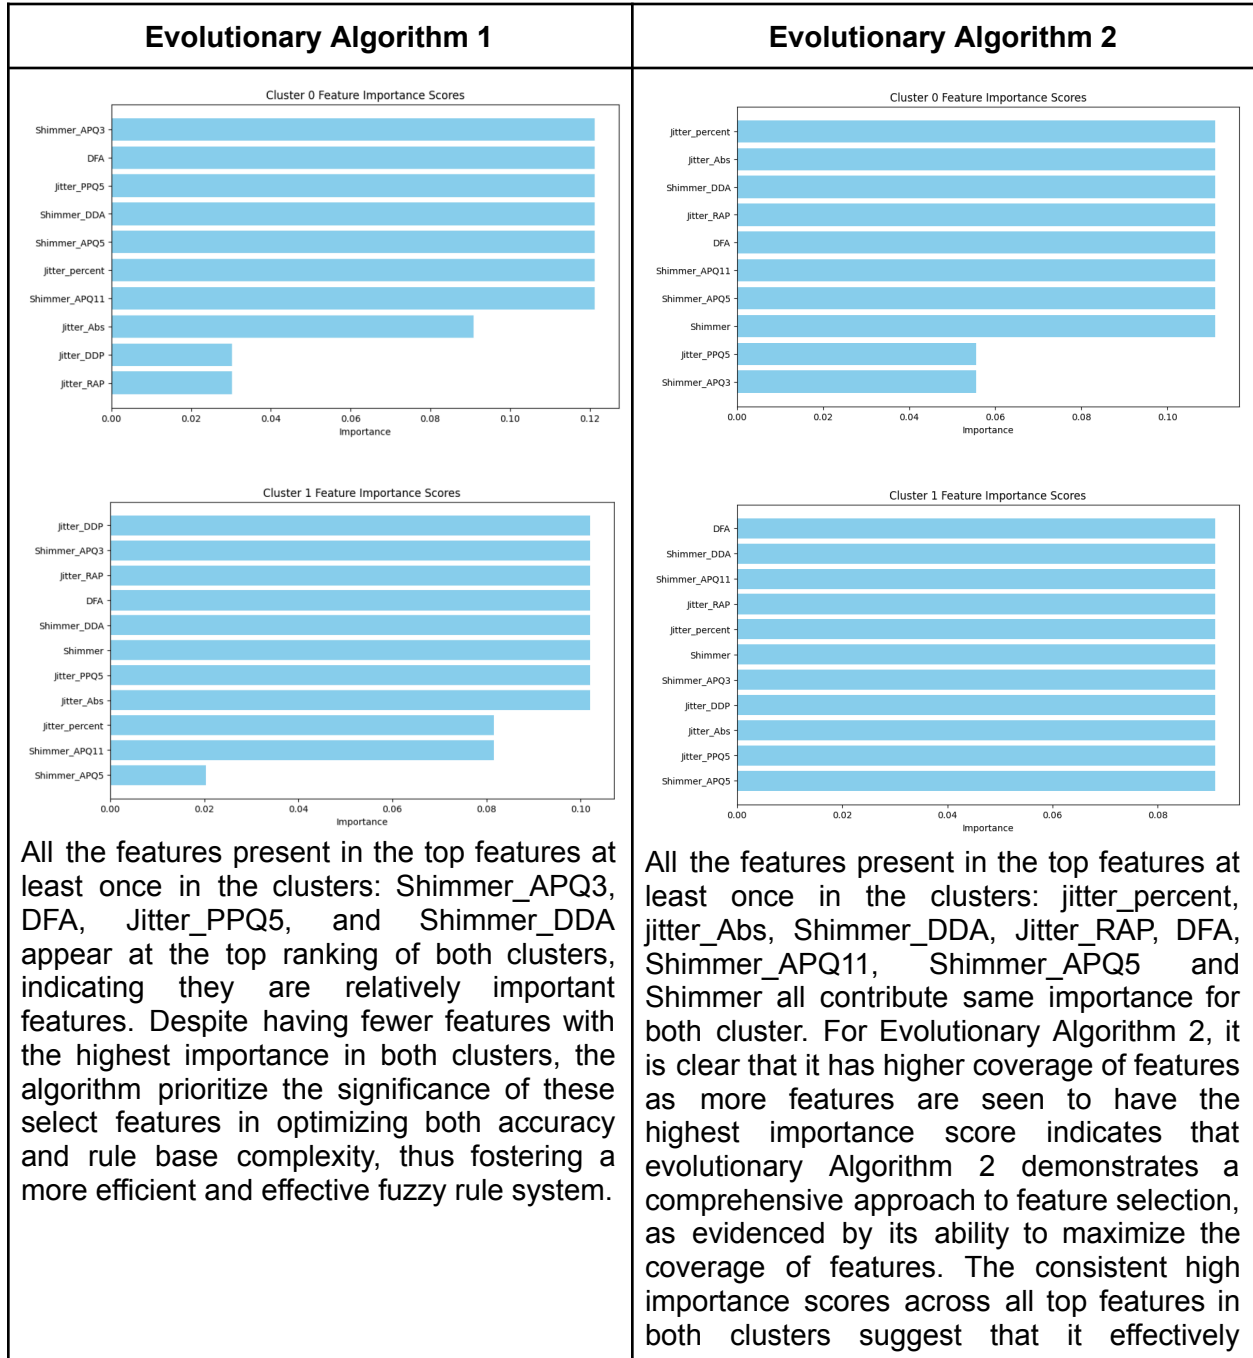 Evolutionary Algorithm 1
Evolutionary Algorithm 2
Cluster 0 Feature Importance Scores
Shimmer_APQ3
DFA
Jitter_PPQ5
Shimmer_DDA
Shimmer_APQ5
Jitter_percent
Shimmer_APQ11
Jitter_Abs
Jitter_DDP
Jitter_RAP
0.00 0.02 0.04 0.06 0.08 0.10 0.12
Importance
Cluster 1 Feature Importance Scores
Jitter_DDP
Shimmer_APQ3
Jitter_RAP
DFA
Shimmer_DDA
Shimmer
Jitter_PPQ5
Jitter_Abs
Jitter_percent
Shimmer_APQ11
Shimmer_APQ5
0.00 0.02 0.04 0.06 0.08 0.10
Importance
All the features present in the top features at
least once in the clusters: Shimmer_APQ3,
DFA, Jitter_PPQ5, and Shimmer_DDA
appear at the top ranking of both clusters,
indicating they are relatively important
features. Despite having fewer features with
the highest importance in both clusters, the
algorithm prioritize the significance of these
select features in optimizing both accuracy
and rule base complexity, thus fostering a
more efficient and effective fuzzy rule system.
Cluster 0 Feature Importance Scores
Jitter_percent
Jitter_Abs
Shimmer_DDA
Jitter_RAP
DFA
Shimmer_APQ11
Shimmer_APQ5
Shimmer
Jitter_PPQ5
Shimmer_APQ3
0.00 0.02 0.04 0.06 0.08 0.10
Importance
Cluster 1 Feature Importance Scores
DFA
Shimmer_DDA
Shimmer_APQ11
Jitter_RAP
Jitter_percent
Shimmer
Shimmer_APQ3
Jitter_DDP
Jitter_Abs
Jitter_PPQ5
Shimmer_APQ5
0.00 0.02 0.04 0.06 0.08
Importance
All the features present in the top features at
least once in the clusters: jitter_percent,
jitter_Abs, Shimmer_DDA, Jitter_RAP, DFA,
Shimmer_APQ11, Shimmer_APQ5 and
Shimmer all contribute same importance for
both cluster. For Evolutionary Algorithm 2, it
is clear that it has higher coverage of features
as more features are seen to have the
highest importance score indicates that
evolutionary Algorithm 2 demonstrates a
comprehensive approach to feature selection,
as evidenced by its ability to maximize the
coverage of features. The consistent high
importance scores across all top features in
both clusters suggest that it effectively